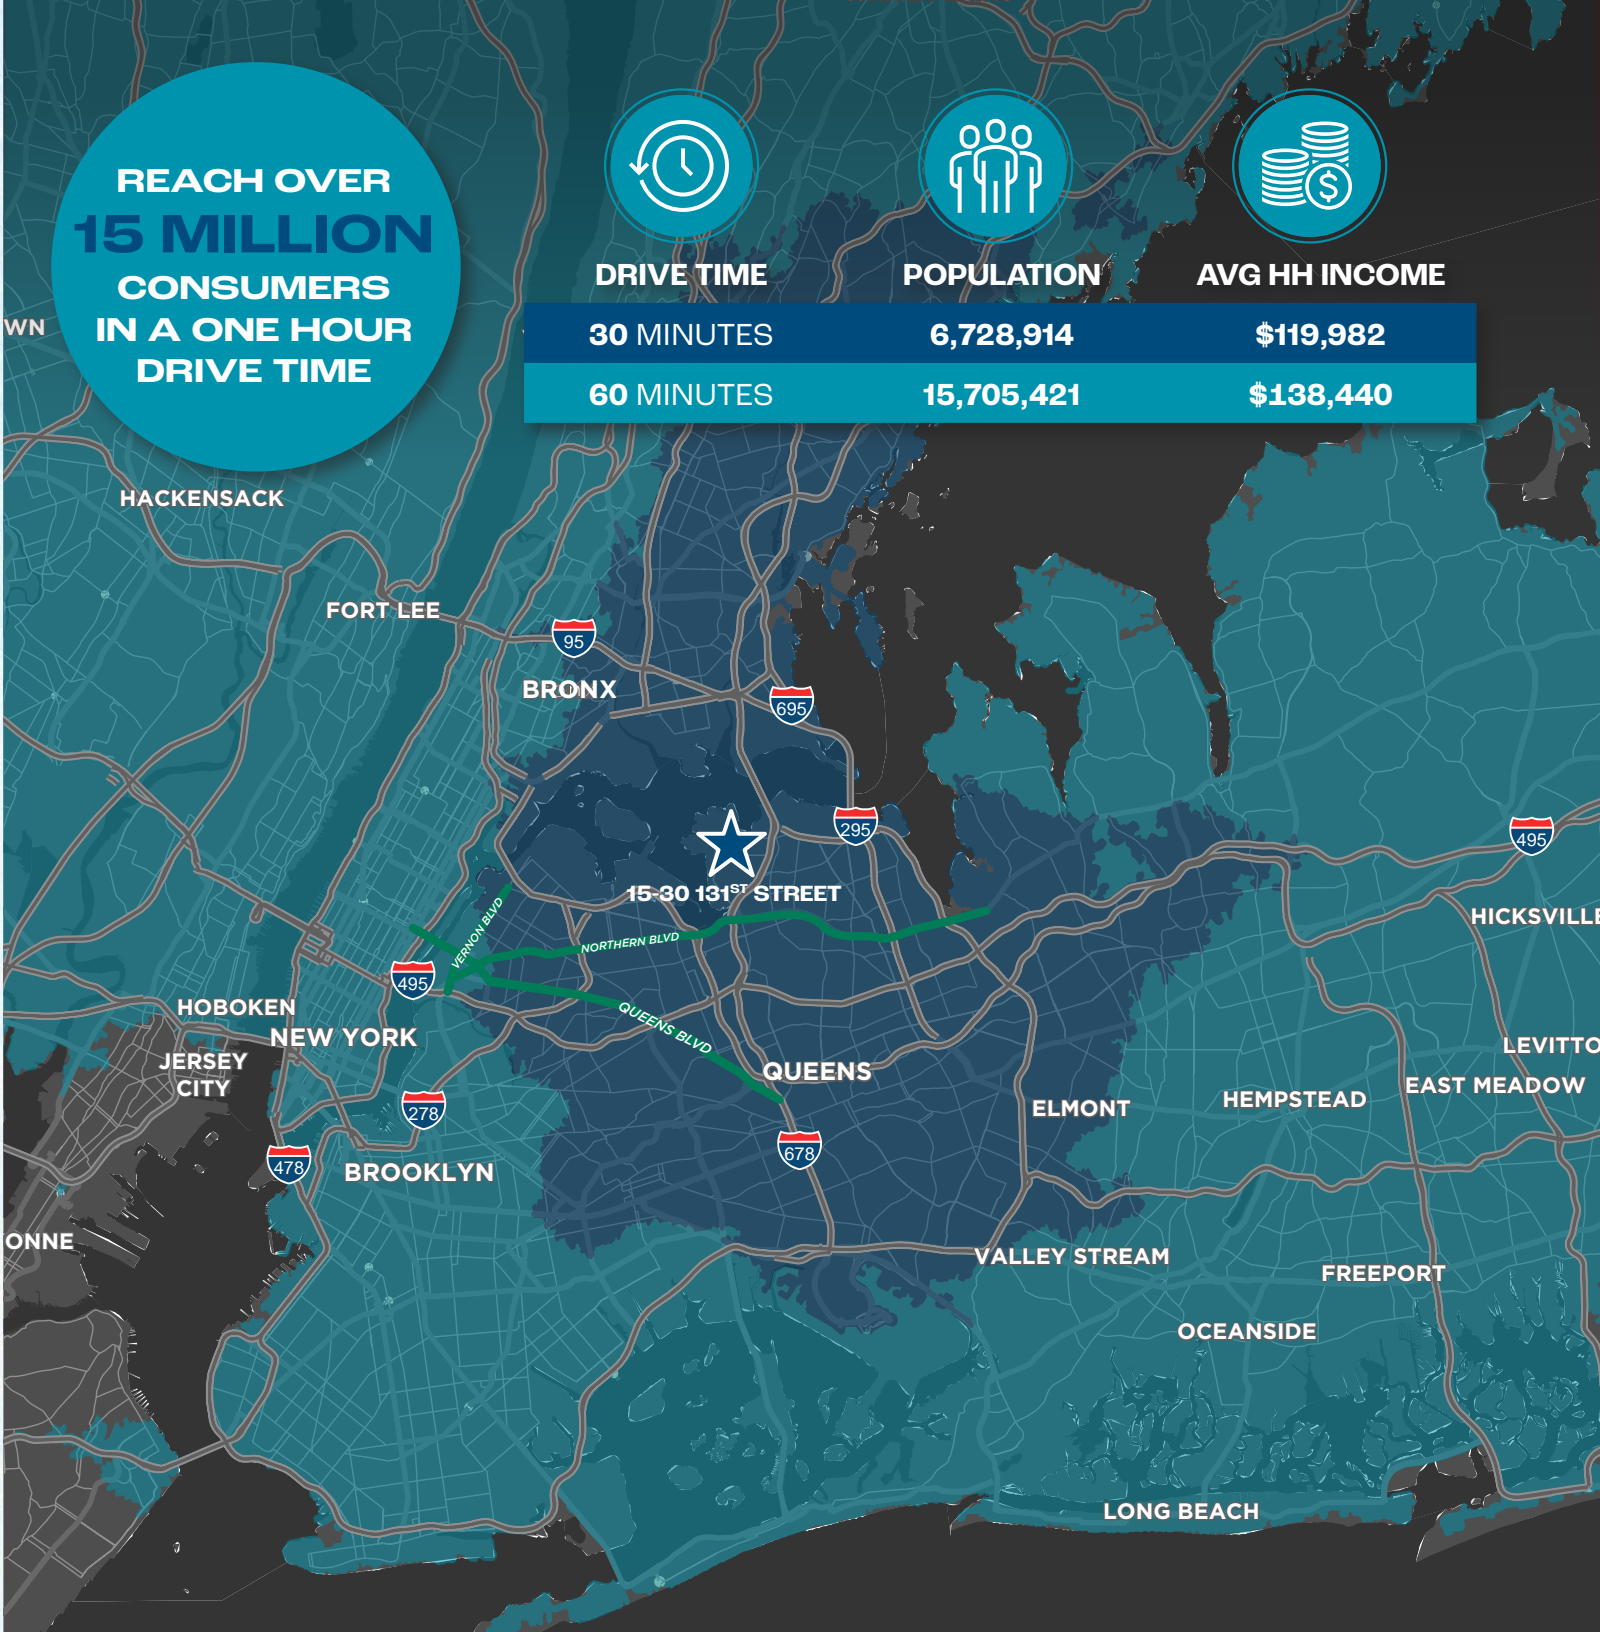 REACH OVER
15 MILLION
CONSUMERS
IN A ONE HOUR
DRIVE TIME
$
DRIVE TIME POPULATION AVG HH INCOME
30 MINUTES 6,728,914 $119,982
60 MINUTES 15,705,421 $138,440
WN
HACKENSACK
FORT LEE
95
BRONX
695
295
495
15-30 131ST STREET
VERNON BLVD
NORTHERN BLVD
HICKSVILLE
495
QUEENS BLVD
HOBOKEN
NEW YORK
JERSEY
CITY
LEVITTO
QUEENS
EAST MEADOW
HEMPSTEAD
ELMONT
278
678
478
BROOKLYN
ONNE
VALLEY STREAM
FREEPORT
OCEANSIDE
LONG BEACH